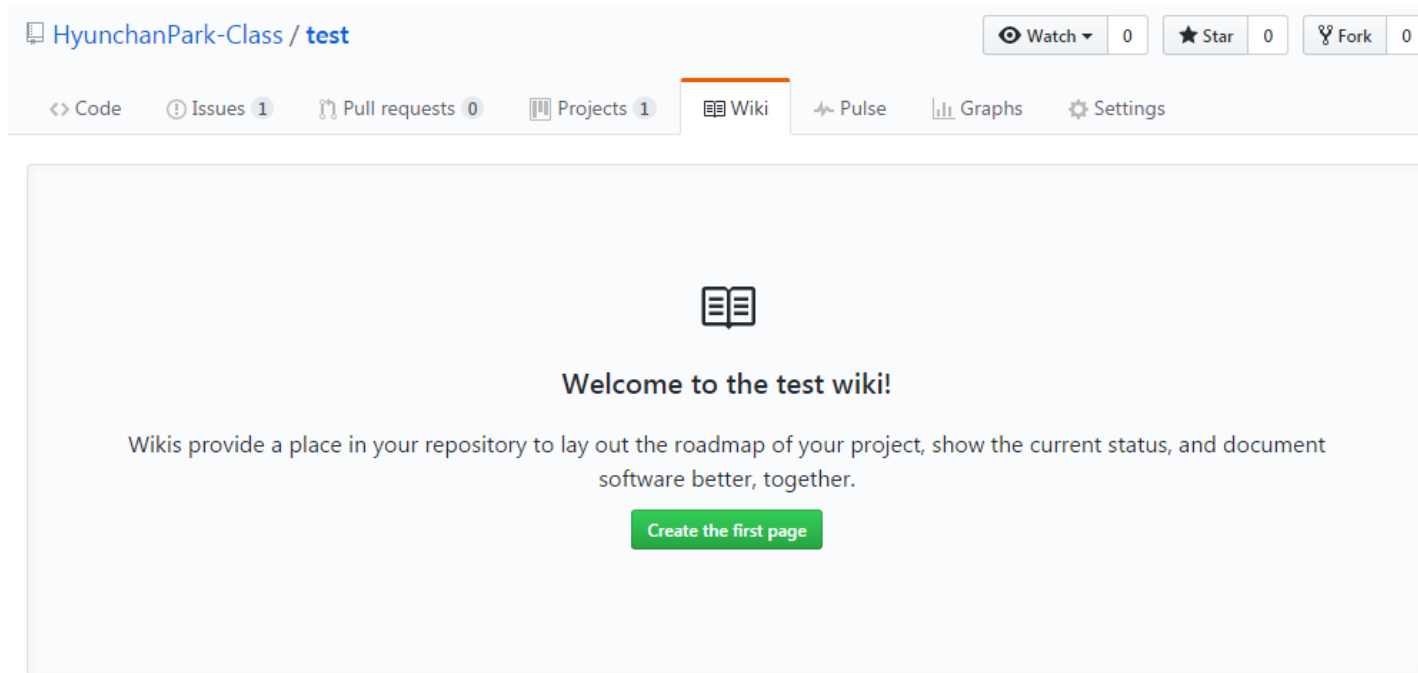 HyunchanPark-Class / test
Watch 0 Star 0 Fork 0
<> Code Issues 1 Pull requests 0 Projects 1 Wiki Pulse Graphs Settings
Welcome to the test wiki!
Wikis provide a place in your repository to lay out the roadmap of your project, show the current status, and document
software better, together.
Create the first page